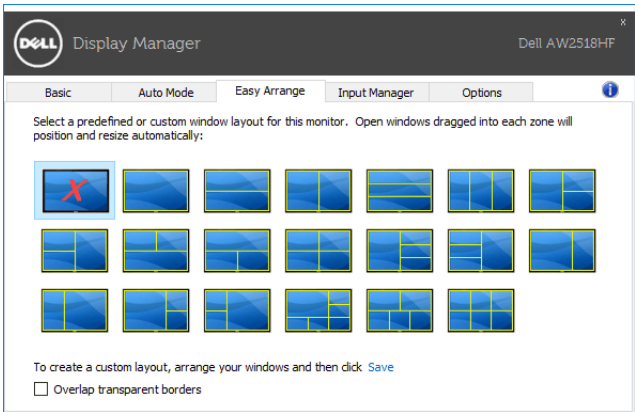 DELL Display Manager
x
Dell AW2518HF
Basic Auto Mode Easy Arrange Input Manager Options i
Select a predefined or custom window layout for this monitor. Open windows dragged into each zone will
position and resize automatically:
X
To create a custom layout, arrange your windows and then click Save
Overlap transparent borders